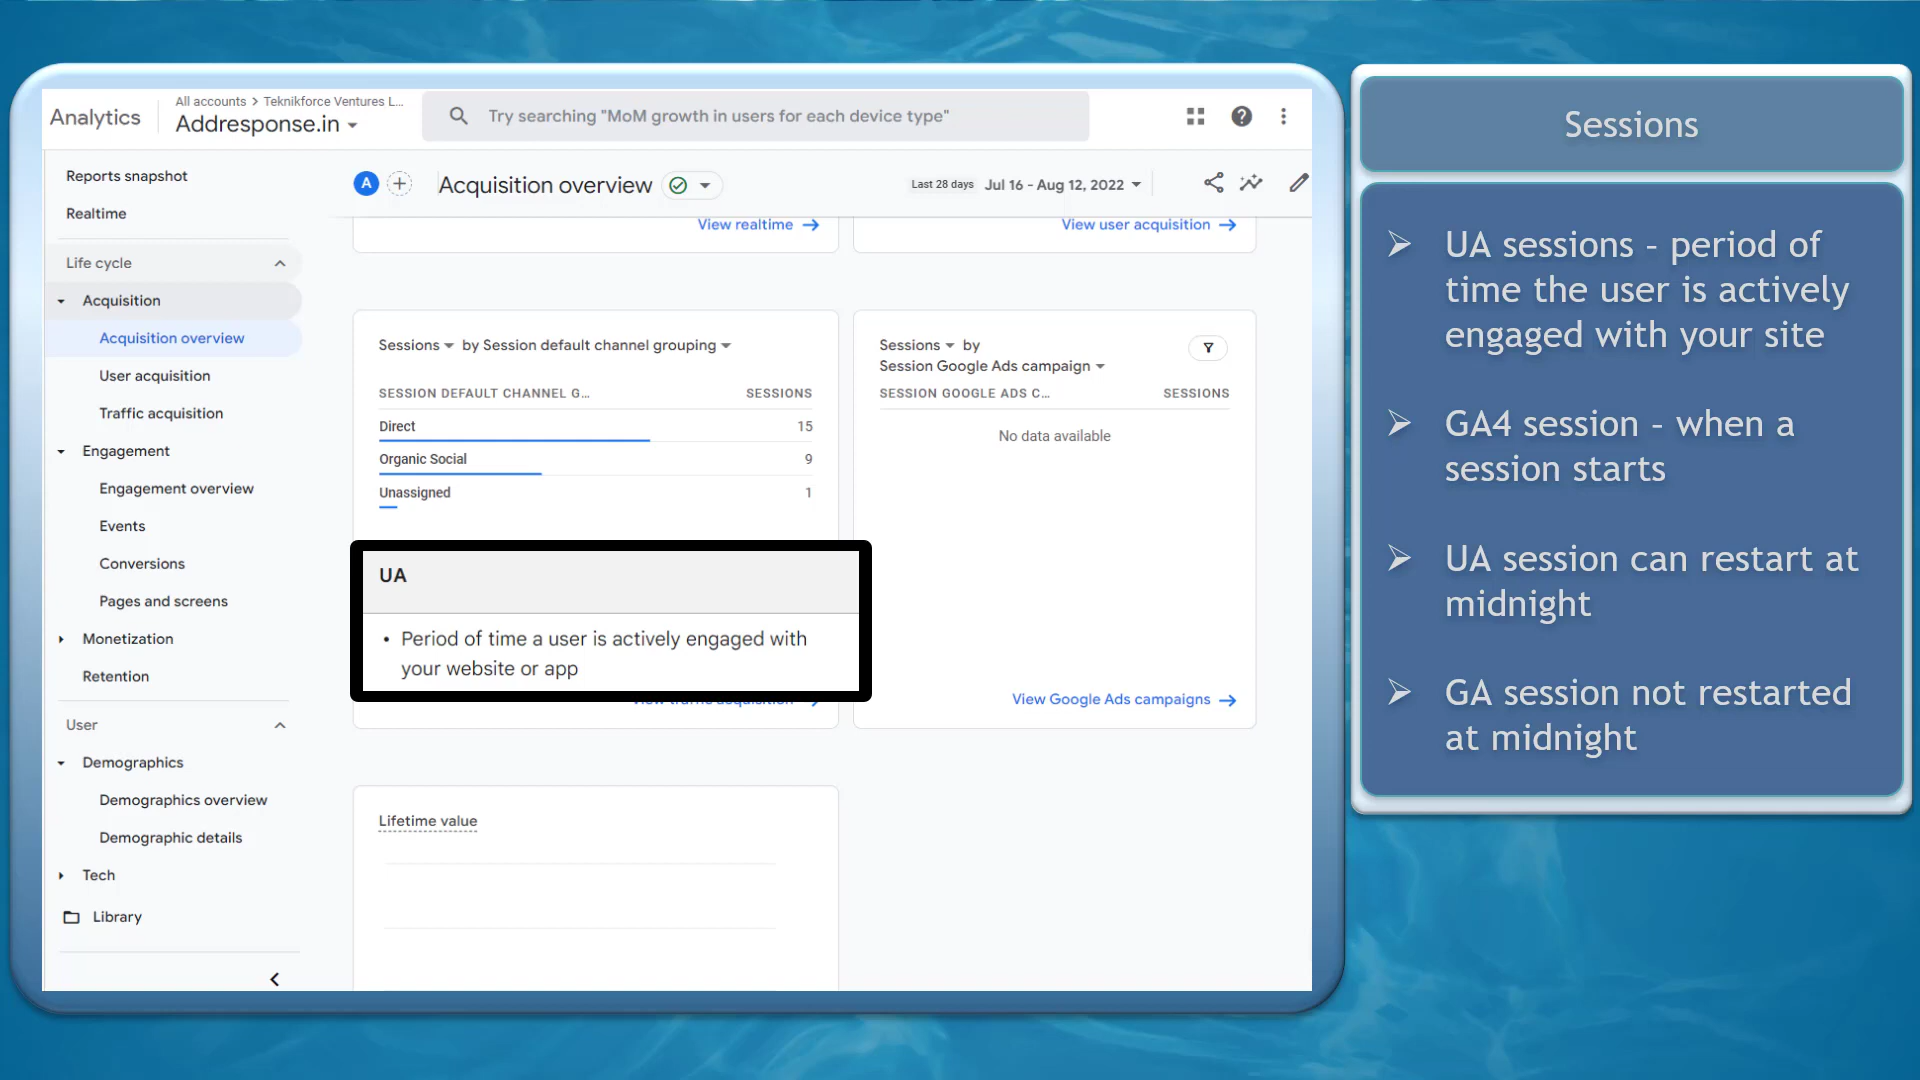 Analytics
All accounts > Teknikforce Ventures L...
Addresponse.in
Try searching "MoM growth in users for each device type"
Reports snapshot
Realtime
Life cycle
Acquisition
Acquisition overview
User acquisition
Traffic acquisition
Engagement
Engagement overview
Events
Conversions
Pages and screens
Monetization
Retention
User
Demographics
Demographics overview
Demographic details
Tech
Library
A
Acquisition overview
Last 28 days Jul 16 - Aug 12, 2022
View realtime
View user acquisition
Sessions by Session default channel grouping
SESSION DEFAULT CHANNEL G... SESSIONS
Direct 15
Organic Social 9
Unassigned 1
UA
• Period of time a user is actively engaged with
your website or app
View traffic acquisition
Sessions by
Session Google Ads campaign
SESSION GOOGLE ADS C... SESSIONS
No data available
View Google Ads campaigns
Lifetime value
Sessions
UA sessions – period of
time the user is actively
engaged with your site
GA4 session – when a
session starts
UA session can restart at
midnight
GA session not restarted
at midnight